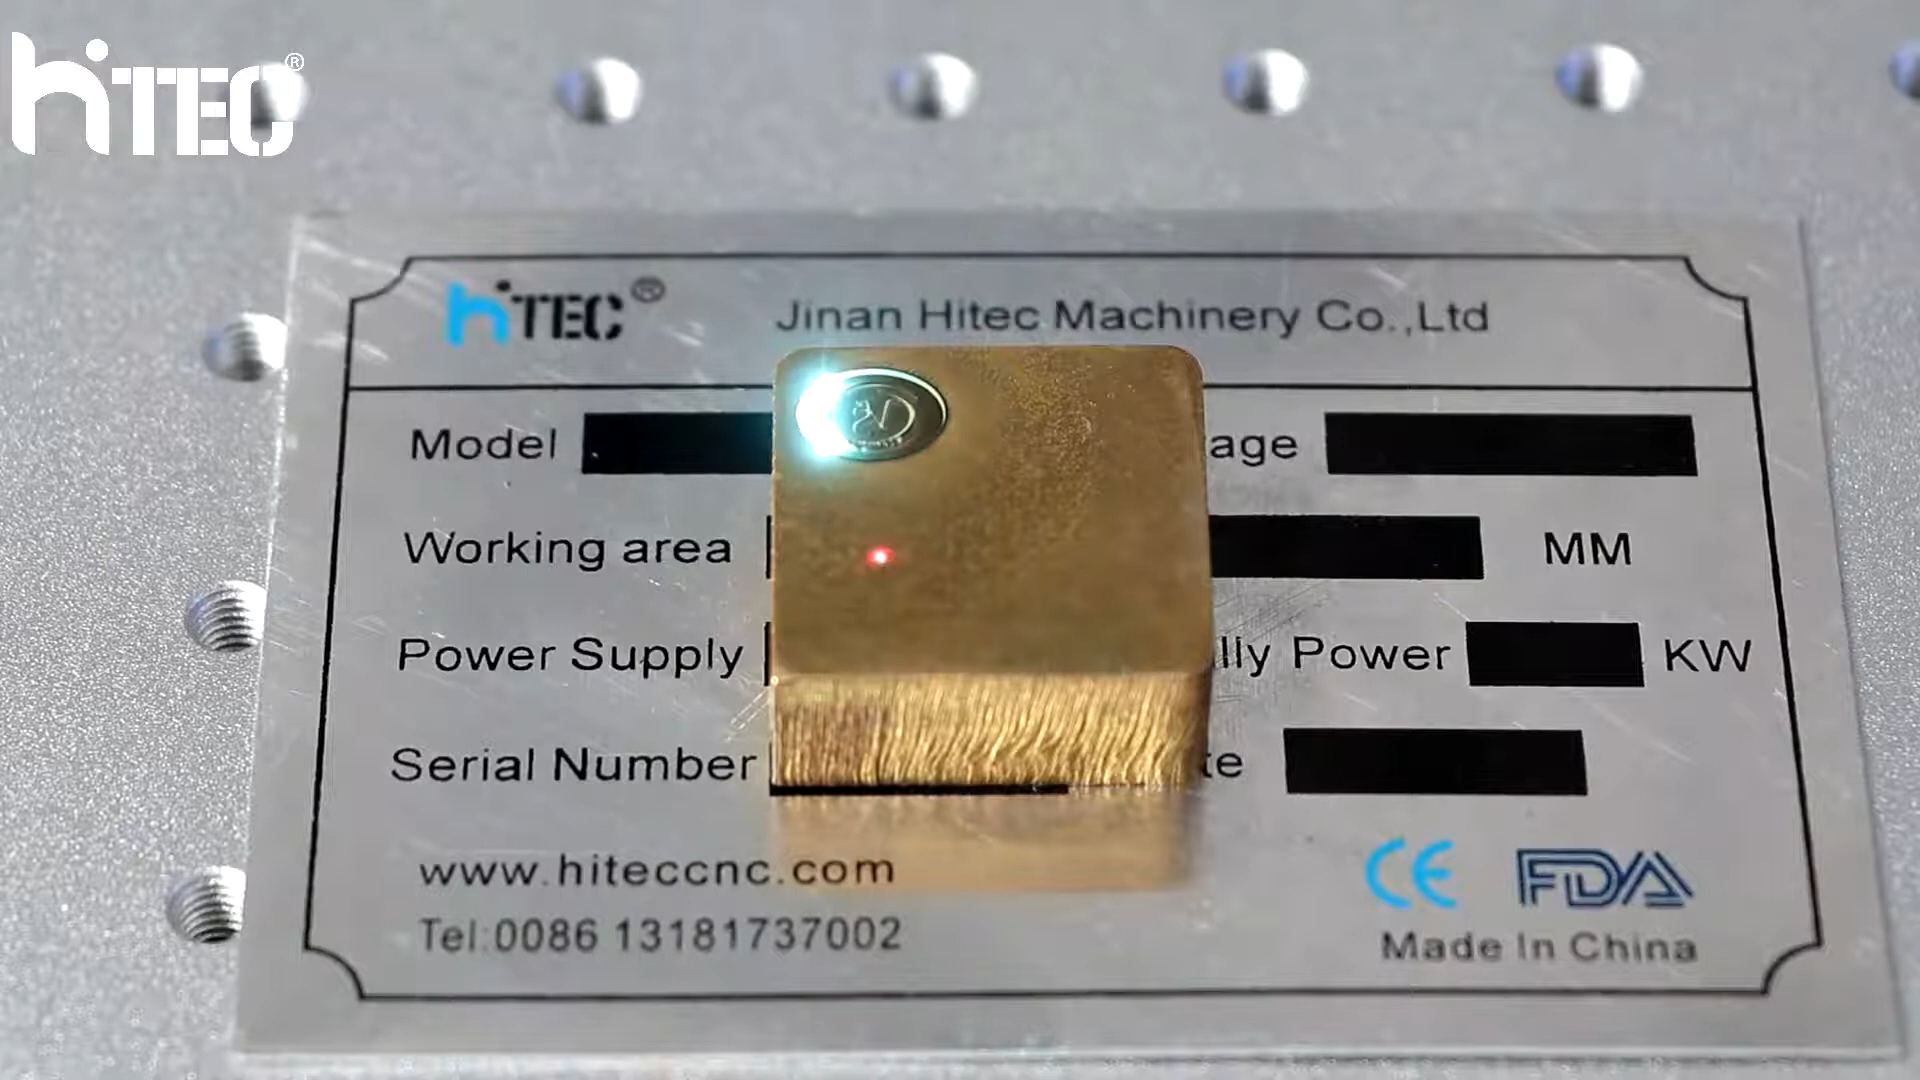 hiTEC®
hiTEC®
Jinan Hitec Machinery Co.,Ltd
Model age
Working area MM
Power Supply lly Power KW
Serial Number te
www.hiteccnc.com
CE FDA
Tel:0086 13181737002
Made In China